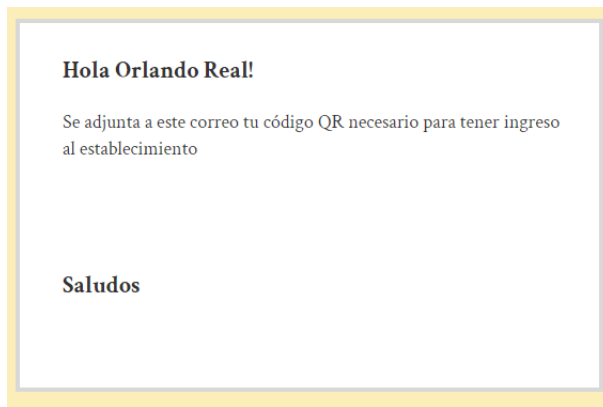 Hola Orlando Real!
Se adjunta a este correo tu código QR necesario para tener ingreso
al establecimiento
Saludos